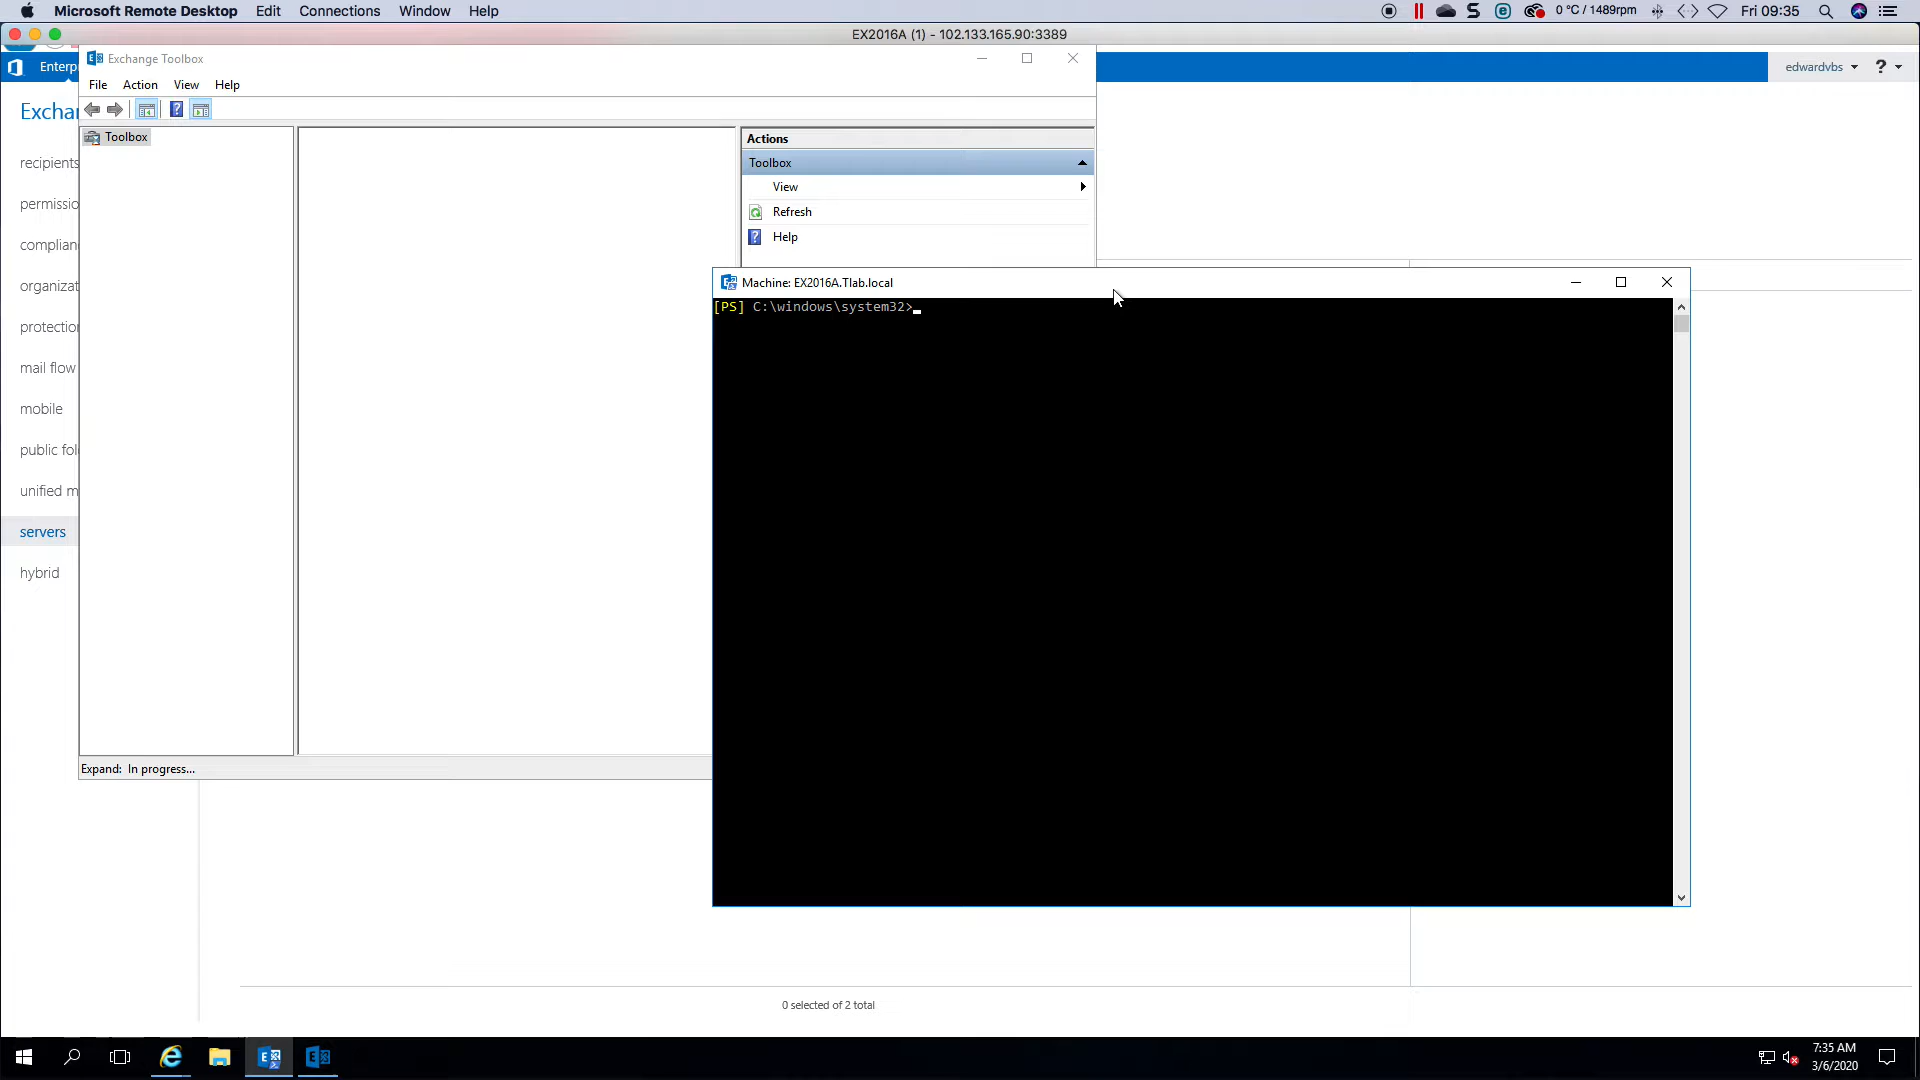 Microsoft Remote Desktop Edit Connections Window Help
0 °C / 1489rpm
Fri 09:35
EX2016A (1) - 102.133.165.90:3389
Enterp
edwardvbs
?
Exchange Toolbox
File Action View Help
Exchan
Toolbox
Actions
Toolbox
View
Refresh
Help
recipients
permissio
complian
organizat
protection
mail flow
mobile
public fol
unified m
servers
hybrid
Machine: EX2016A.Tlab.local
[PS] C:\windows\system32>
Expand: In progress...
0 selected of 2 total
7:35 AM
3/6/2020